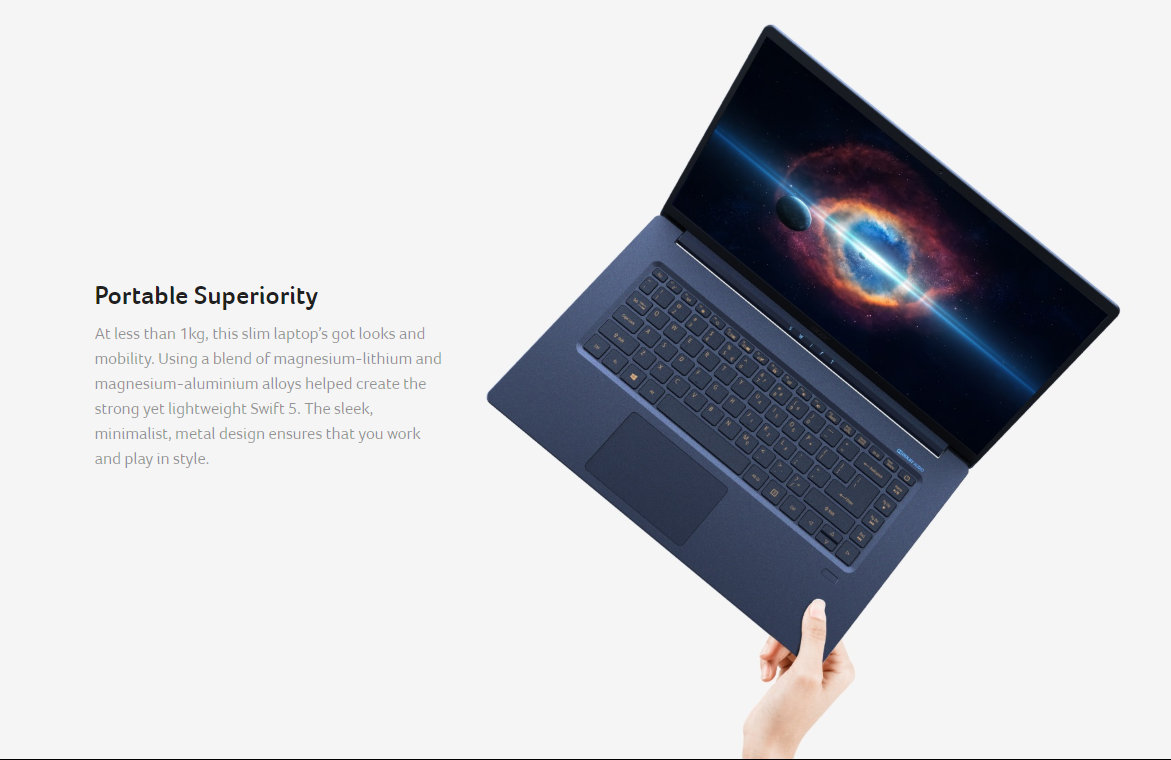 Portable Superiority
At less than 1kg, this slim laptop's got looks and
mobility. Using a blend of magnesium-lithium and
magnesium-aluminium alloys helped create the
strong yet lightweight Swift 5. The sleek,
minimalist, metal design ensures that you work
and play in style.
SWIFT